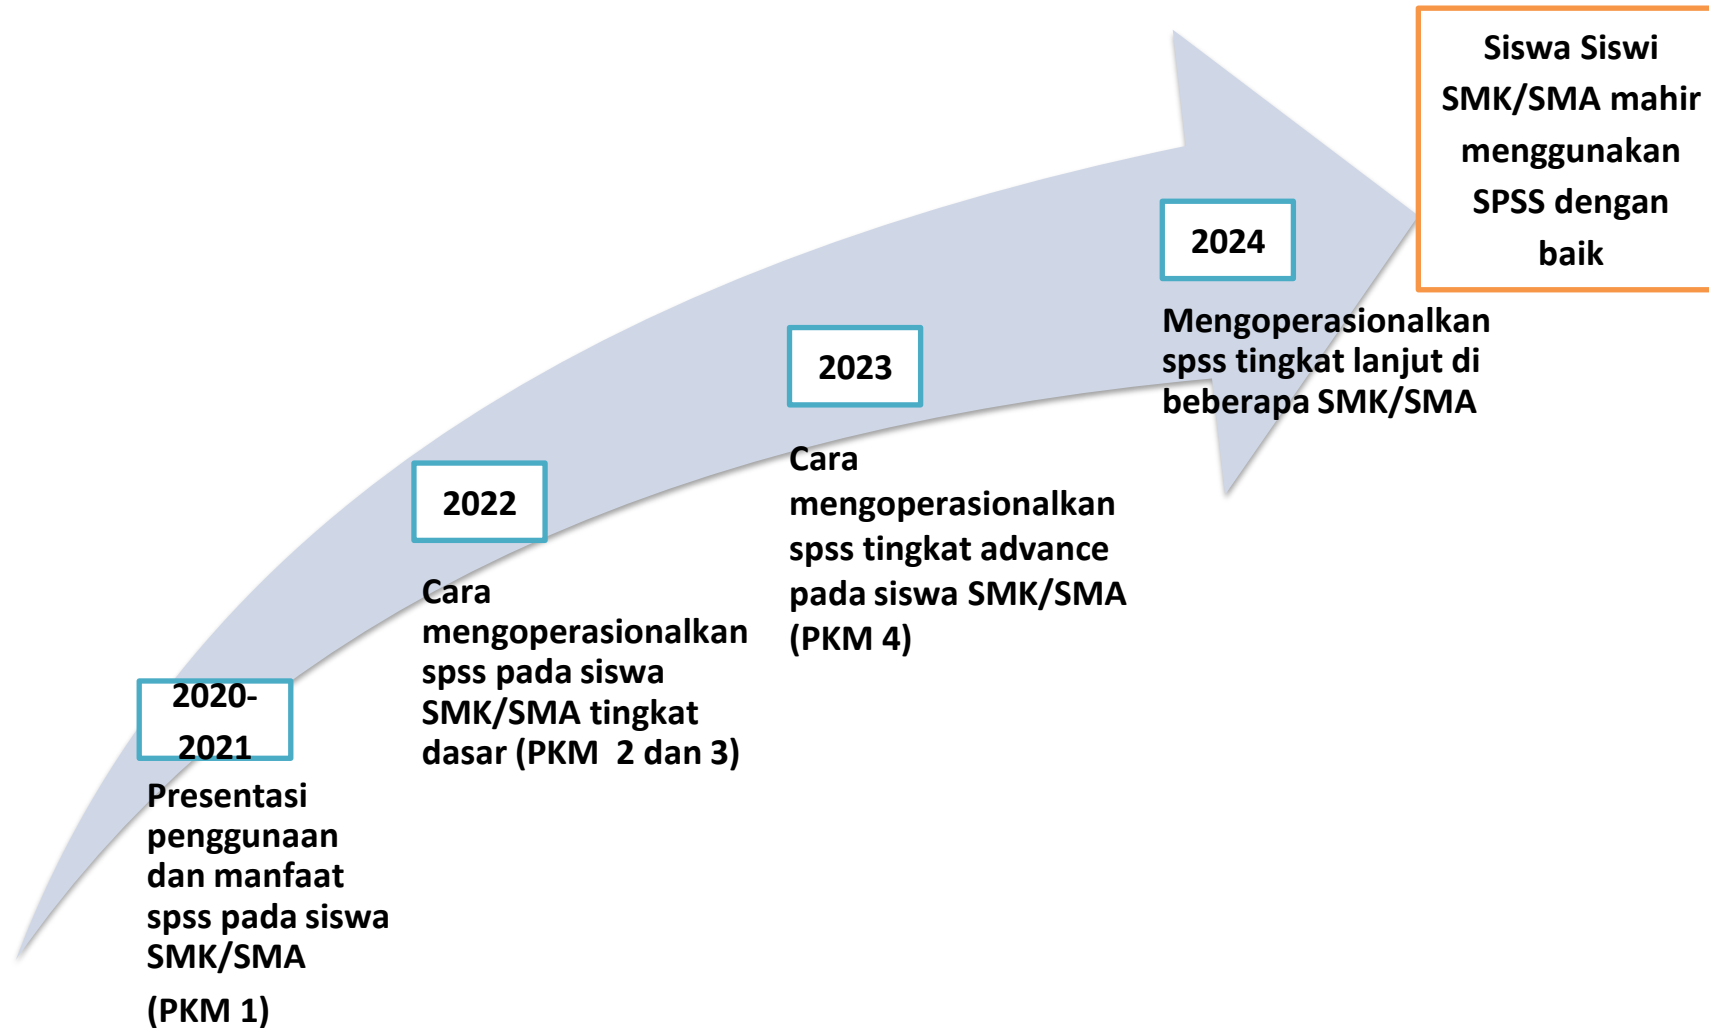 2020-
2021
Presentasi
penggunaan
dan manfaat
spss pada siswa
SMK/SMA
(PKM 1)
2022
Cara
mengoperasionalkan
spss pada siswa
SMK/SMA tingkat
dasar (PKM  2 dan 3)
2023
Cara
mengoperasionalkan
spss tingkat advance
pada siswa SMK/SMA
(PKM 4)
2024
Mengoperasionalkan
spss tingkat lanjut di
beberapa SMK/SMA
Siswa Siswi
SMK/SMA mahir
menggunakan
SPSS dengan
baik